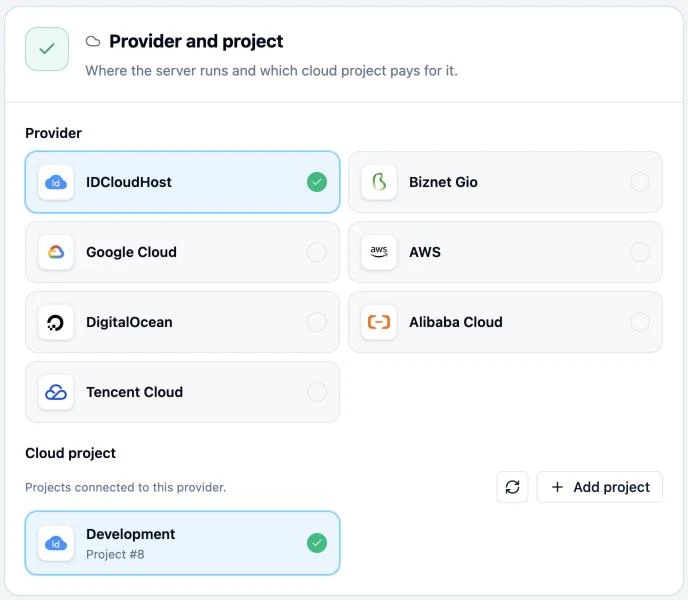 Provider and project
Where the server runs and which cloud project pays for it.
Provider
Id IDCloudHost
Biznet Gio
Google Cloud
aws AWS
DigitalOcean
Alibaba Cloud
Tencent Cloud
Cloud project
Projects connected to this provider.
+ Add project
Id Development
Project #8